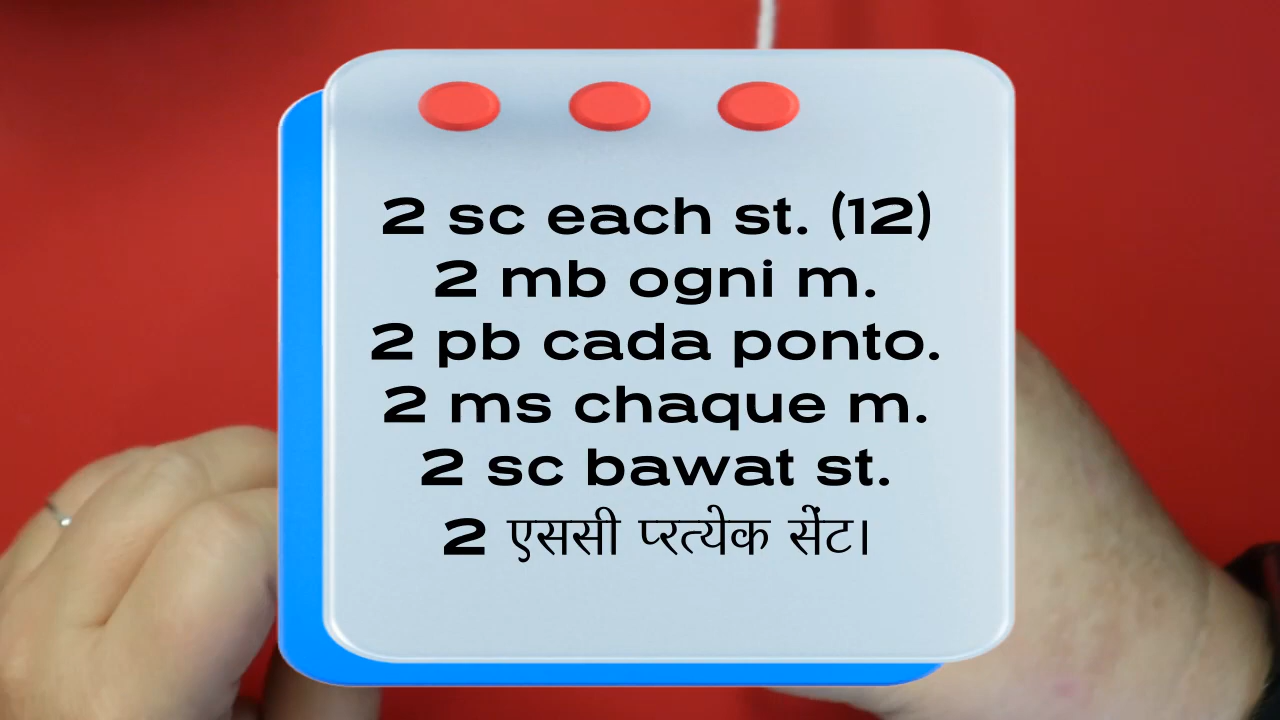 2 sc each st. (12)
2 mb ogni m.
2 pb cada ponto.
2 ms chaque m.
2 sc bawat st.
2 एससी प्रत्येक सेंट।